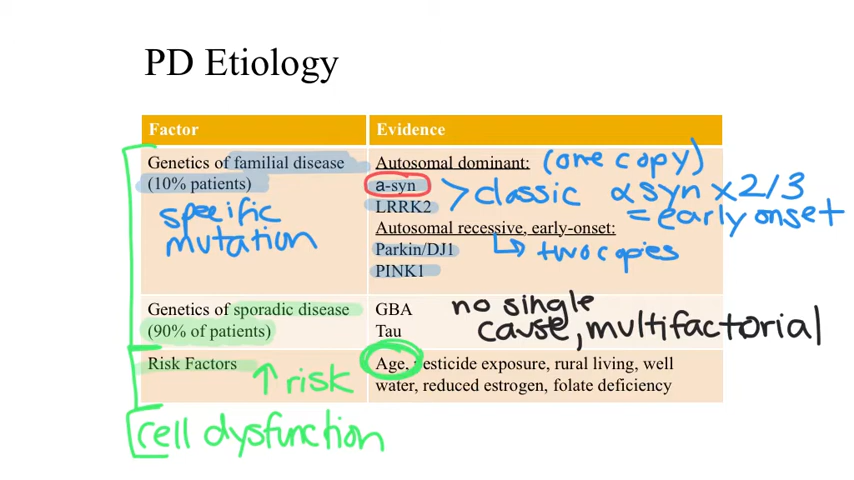 PD Etiology
Factor Evidence
Genetics of familial disease
(10% patients)
specific
mutation
Autosomal dominant: (one copy)
a-syn
LRRK2
> classic αsyn x2/3
= early onset
Autosomal recessive, early-onset:
↳ two copies
Parkin/DJ1
PINK1
Genetics of sporadic disease
(90% of patients)
GBA
Tau
no single
cause, multifactorial
Risk Factors
↑ risk
Age, pesticide exposure, rural living, well
water, reduced estrogen, folate deficiency
cell dysfunction